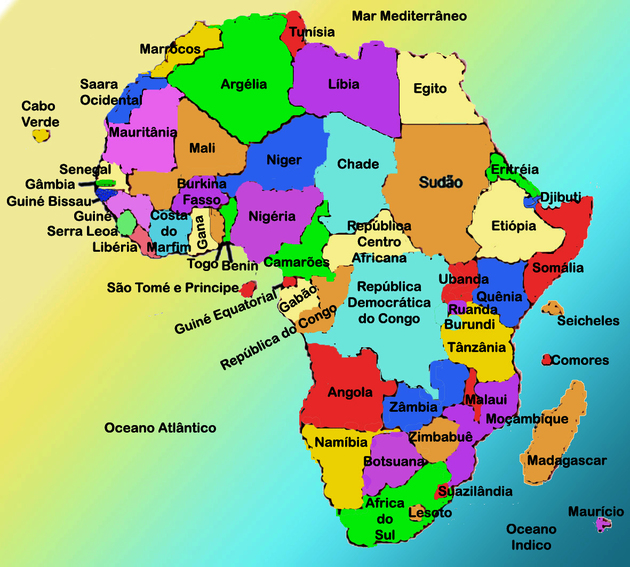 Mar Mediterrâneo
Tunísia
Marrocos
Saara
Ocidental
Argélia
Líbia
Egito
Cabo
Verde
Mauritânia
Mali
Niger
Chade
Sudão
Eritréia
Senegal
Gâmbia
Guiné Bissau
Guiné
Serra Leoa
Libéria
Costa
do
Marfim
Burkina
Fasso
Gana
Togo
Benin
Nigéria
Djibuti
Etiópia
Somália
República
Centro
Africana
Camarões
São Tomé e Principe
Guiné Equatorial
Gabão
República do Congo
República
Democrática
do Congo
Ubanda
Quênia
Ruanda
Burundi
Tânzânia
Seicheles
Comores
Angola
Zâmbia
Malaui
Moçambique
Oceano Atlântico
Namíbia
Zimbabuê
Botsuana
Madagascar
Suazilândia
Africa
do
Sul
Lesoto
Maurício
Oceano
Indico